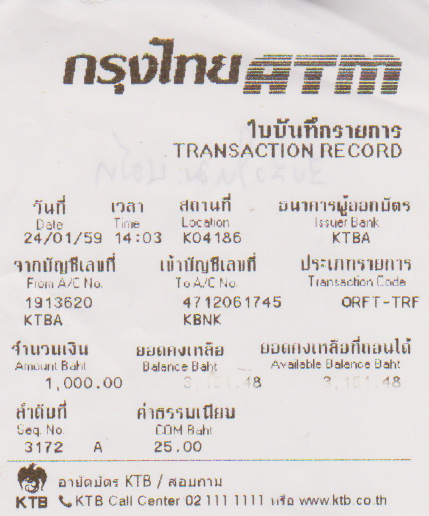 กรุงไทย ATM
ใบบันทึกรายการ
TRANSACTION RECORD
วันที่ เวลา สถานที่ ธนาคารผู้ออกบัตร
Date Time Location Issuer Bank
24/01/59 14:03 K04186 KTBA
จากบัญชีเลขที่ เข้าบัญชีเลขที่ ประเภทรายการ
From A/C No. To A/C No. Transaction Code
1913620 4712061745 ORFT-TRF
KTBA KBNK
จำนวนเงิน ยอดคงเหลือ ยอดคงเหลือที่ถอนได้
Amount Baht Balance Baht Available Balance Baht
1,000.00
ลำดับที่ ค่าธรรมเนียม
Seq. No. COM Baht
3172 A 25.00
อายัดบัตร KTB / สอบถาม
KTB KTB Call Center 02 111 1111 หรือ www.ktb.co.th